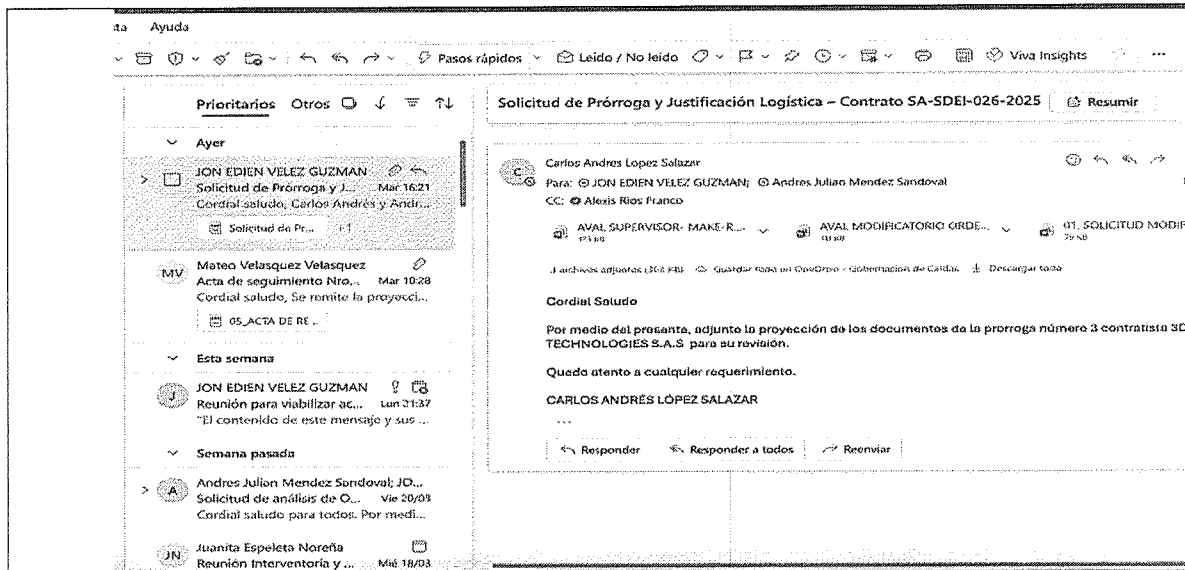 ta Ayuda
Pasos rápidos Leído / No leído Viva Insights ...
Prioritarios Otros
Solicitud de Prórroga y Justificación Logística – Contrato SA-SDEI-026-2025 Resumir
Ayer
JON EDIEN VELEZ GUZMAN
Solicitud de Prórroga y J... Mar 16:21
Cordial saludo, Carlos Andrés y Andr...
Solicitud de Pr... +1
MV Mateo Velasquez Velasquez
Acta de seguimiento Nro... Mar 10:28
Cordial saludo, Se remite la proyecci...
05_ACTA DE RE...
Esta semana
J JON EDIEN VELEZ GUZMAN
Reunión para viabilizar ac... Lun 21:37
"El contenido de este mensaje y sus ...
Semana pasada
A Andres Julian Mendez Sandoval; JO...
Solicitud de análisis de O... Vie 20/03
Cordial saludo para todos. Por medi...
JN Juanita Espeleta Noreña
Reunión Interventoría y ... Mié 18/03
C Carlos Andres Lopez Salazar
Para: JON EDIEN VELEZ GUZMAN; Andres Julian Mendez Sandoval
CC: Alexis Rios Franco
AVAL SUPERVISOR- MAKE-R... AVAL MODIFICATORIO ORDE... 01. SOLICITUD MODIF
79 KB
3 archivos adjuntos Guardar todo en OneDrive - Gobernación de Caldas Descargar todo
Cordial Saludo
Por medio del presente, adjunto la proyección de los documentos de la prorroga número 3 contratista 3D
TECHNOLOGIES S.A.S para su revisión.
Quedo atento a cualquier requerimiento.
CARLOS ANDRÉS LÓPEZ SALAZAR
...
Responder Responder a todos Reenviar